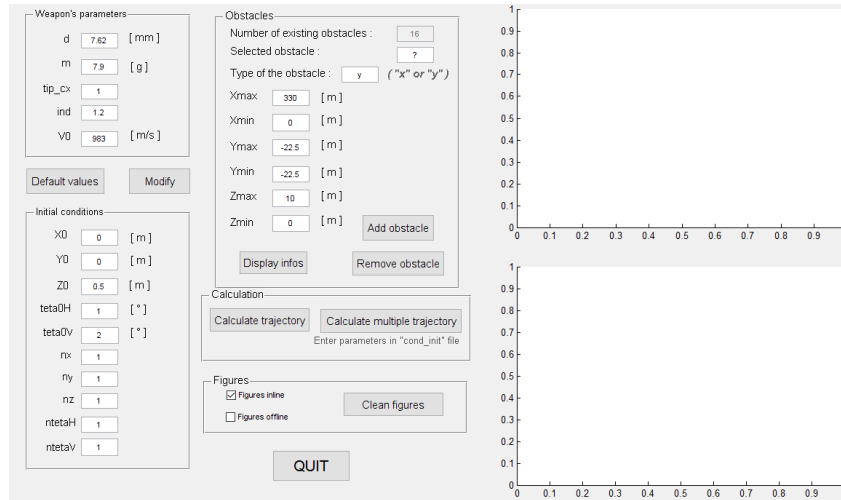 Weapon's parameters
d 7.62 [ mm ]
m 7.9 [ g ]
tip_cx 1
ind 1.2
V0 983 [ m/s ]
Default values Modify
Initial conditions
X0 0 [ m ]
Y0 0 [ m ]
Z0 0.5 [ m ]
teta0H 1 [ ° ]
teta0V 2 [ ° ]
nx 1
ny 1
nz 1
ntetaH 1
ntetaV 1
Obstacles
Number of existing obstacles : 16
Selected obstacle : ?
Type of the obstacle : y ( "x" or "y" )
Xmax 330 [ m ]
Xmin 0 [ m ]
Ymax -22.5 [ m ]
Ymin -22.5 [ m ]
Zmax 10 [ m ]
Zmin 0 [ m ]
Add obstacle
Display infos Remove obstacle
Calculation
Calculate trajectory Calculate multiple trajectory
Enter parameters in "cond_init" file
Figures
Figures inline
Figures offline
Clean figures
QUIT
1
0.9
0.8
0.7
0.6
0.5
0.4
0.3
0.2
0.1
0
0 0.1 0.2 0.3 0.4 0.5 0.6 0.7 0.8 0.9
1
0.9
0.8
0.7
0.6
0.5
0.4
0.3
0.2
0.1
0
0 0.1 0.2 0.3 0.4 0.5 0.6 0.7 0.8 0.9